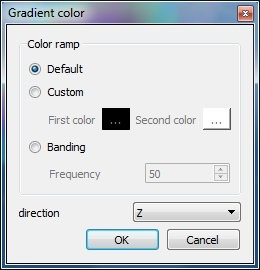 Gradient color
Color ramp
Default
Custom
First color ... Second color ...
Banding
Frequency 50
direction Z
OK Cancel